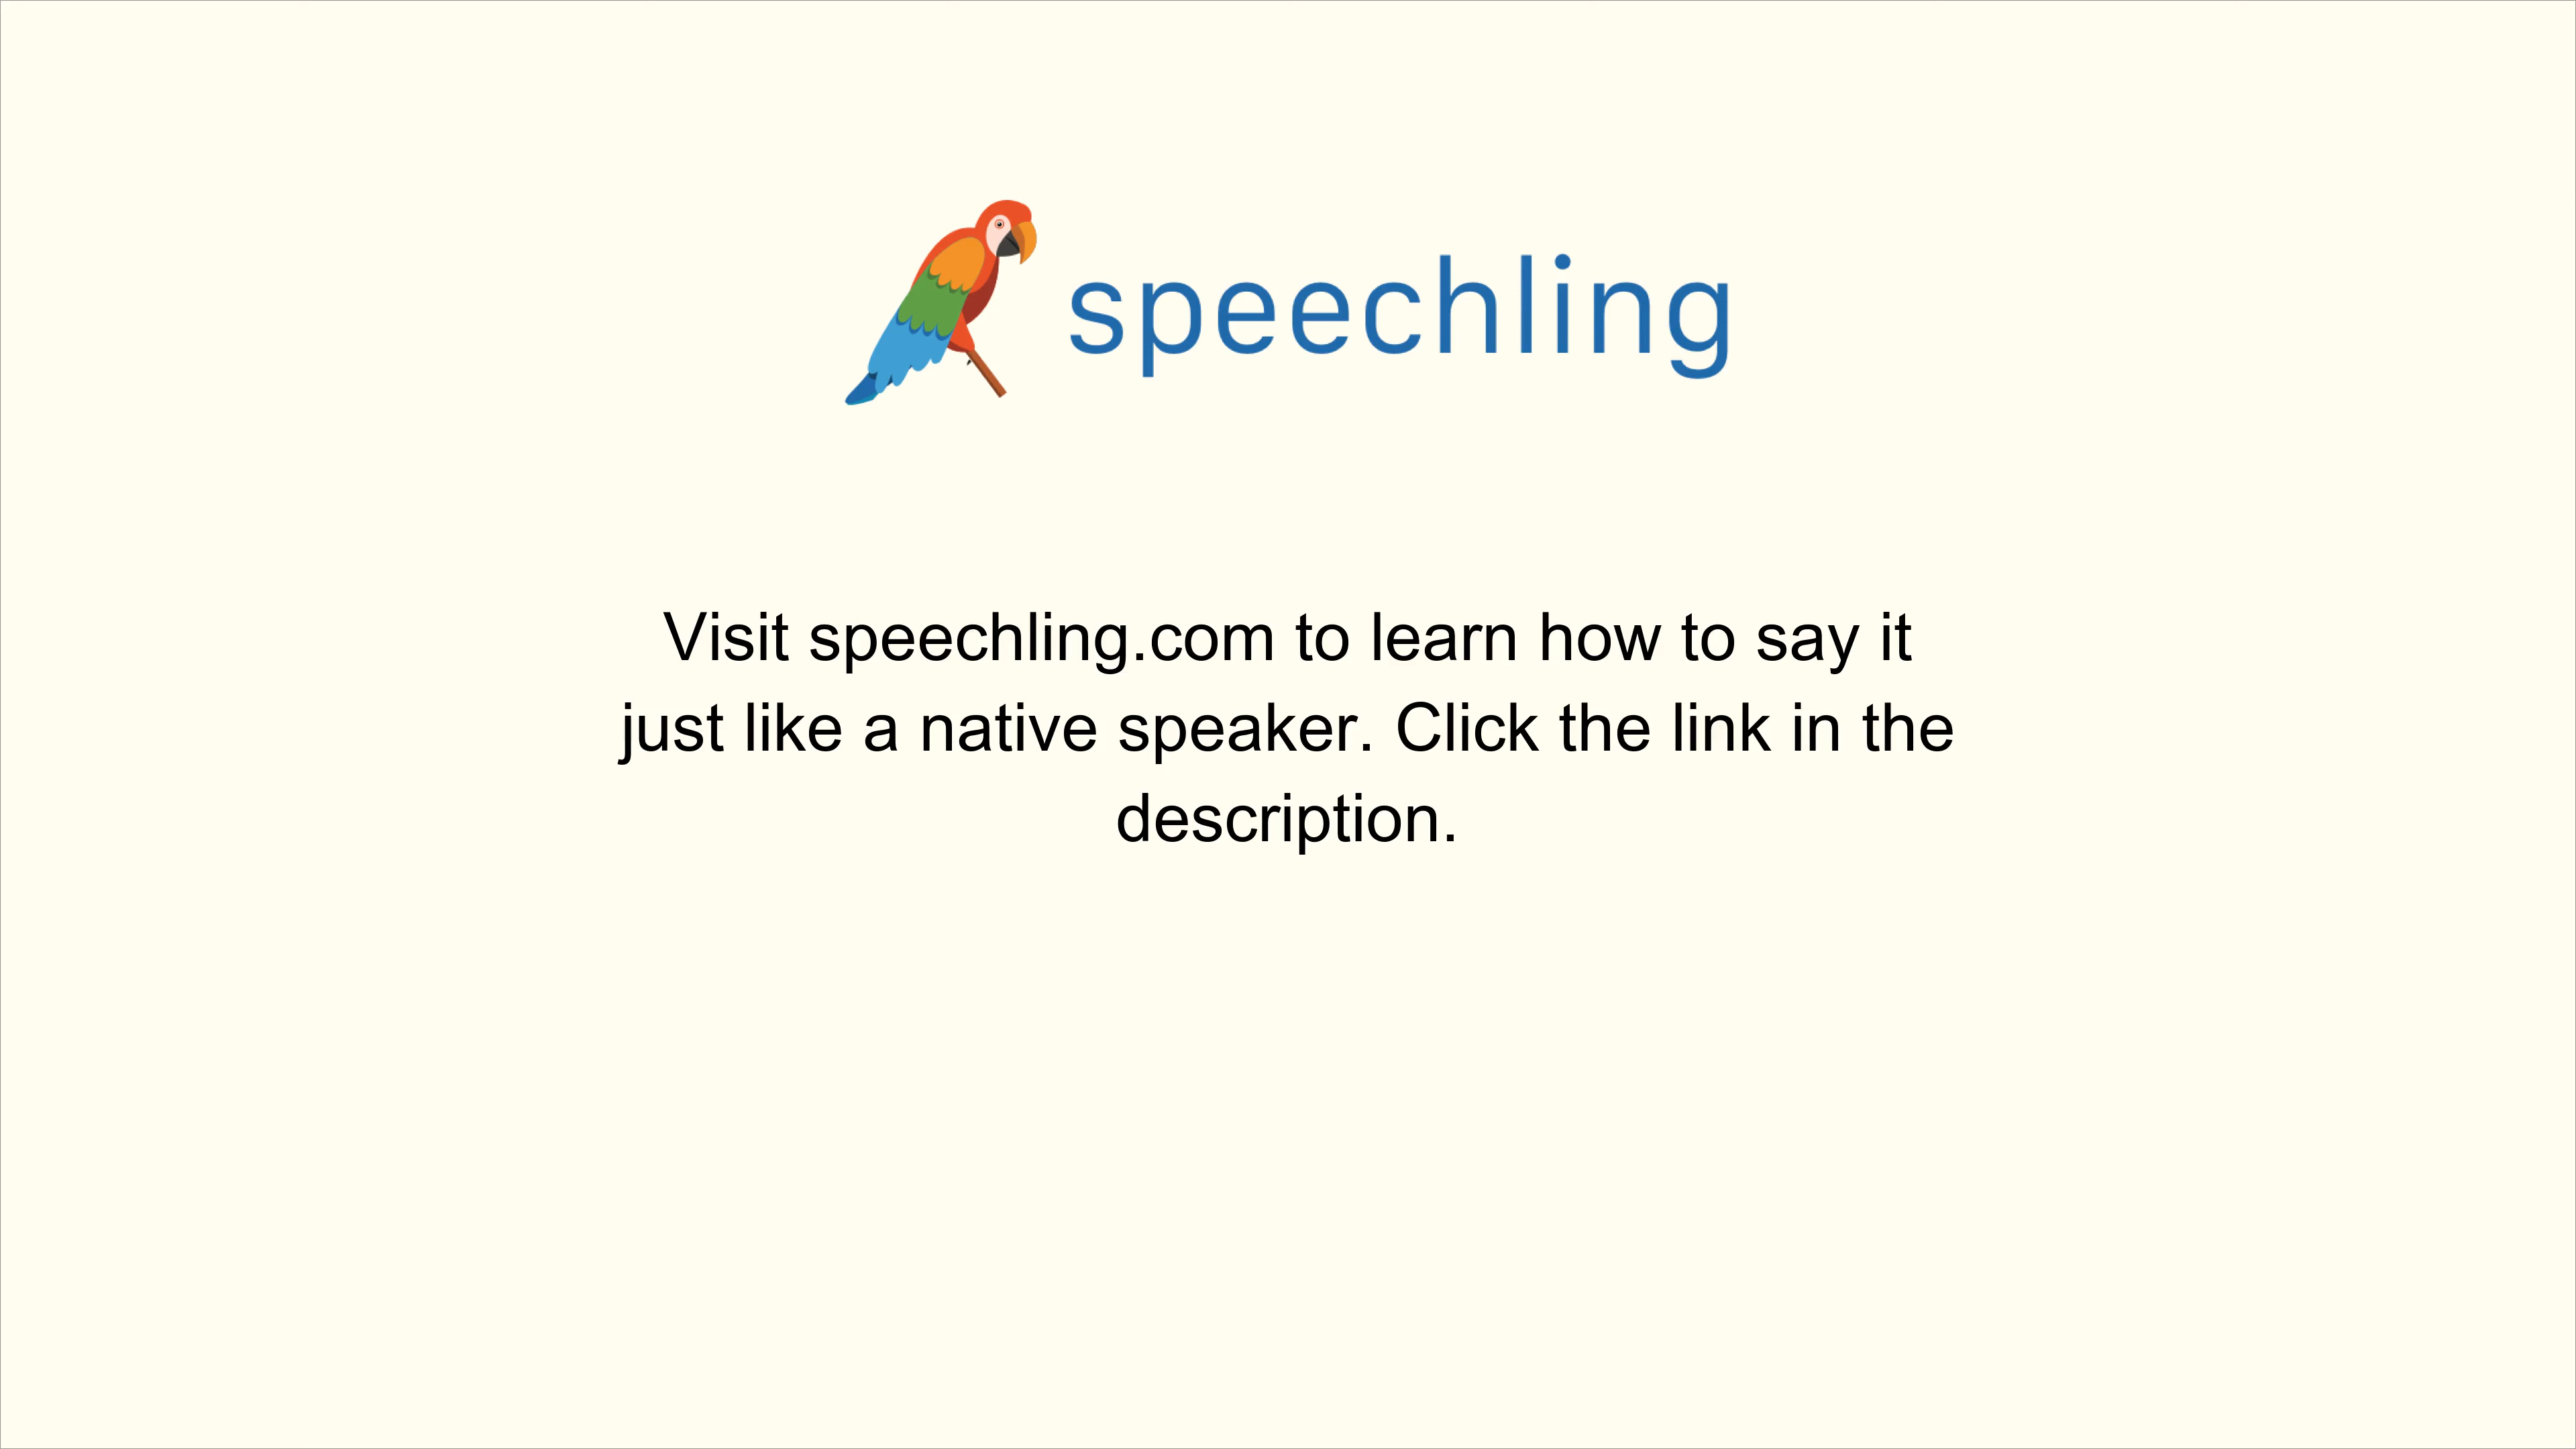 speechling
Visit speechling.com to learn how to say it
just like a native speaker. Click the link in the
description.